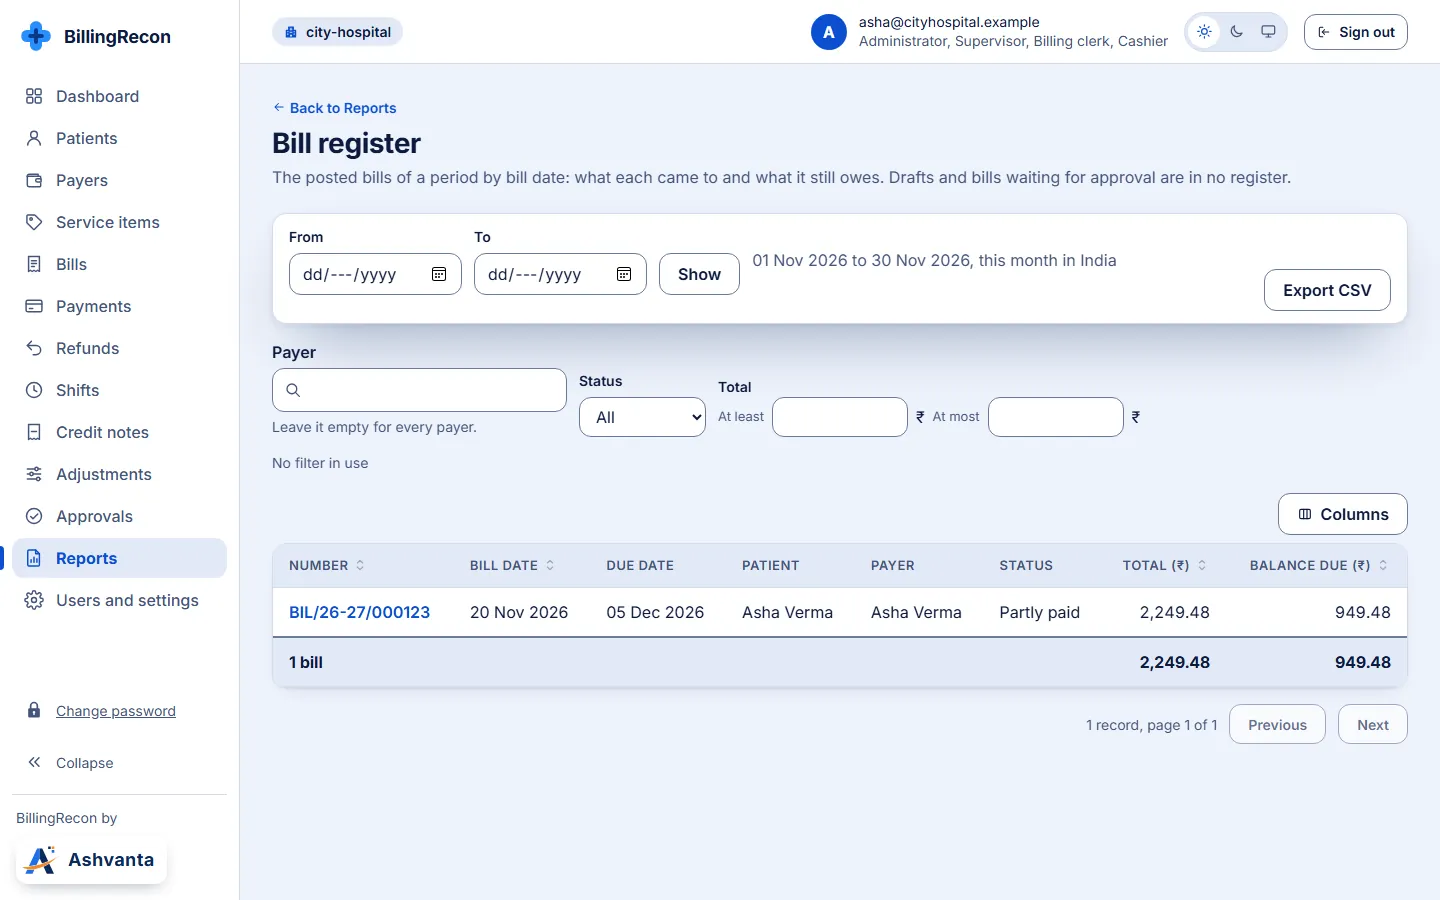 BillingRecon
Dashboard
Patients
Payers
Service items
Bills
Payments
Refunds
Shifts
Credit notes
Adjustments
Approvals
Reports
Users and settings
Change password
Collapse
BillingRecon by
Ashvanta
city-hospital
A
asha@cityhospital.example
Administrator, Supervisor, Billing clerk, Cashier
Sign out
Back to Reports
Bill register
The posted bills of a period by bill date: what each came to and what it still owes. Drafts and bills waiting for approval are in no register.
From To
dd/---/yyyy dd/---/yyyy Show 01 Nov 2026 to 30 Nov 2026, this month in India
Export CSV
Payer
Status Total
All At least ₹ At most ₹
Leave it empty for every payer.
No filter in use
Columns
NUMBER BILL DATE DUE DATE PATIENT PAYER STATUS TOTAL (₹) BALANCE DUE (₹)
BIL/26-27/000123 20 Nov 2026 05 Dec 2026 Asha Verma Asha Verma Partly paid 2,249.48 949.48
1 bill 2,249.48 949.48
1 record, page 1 of 1 Previous Next